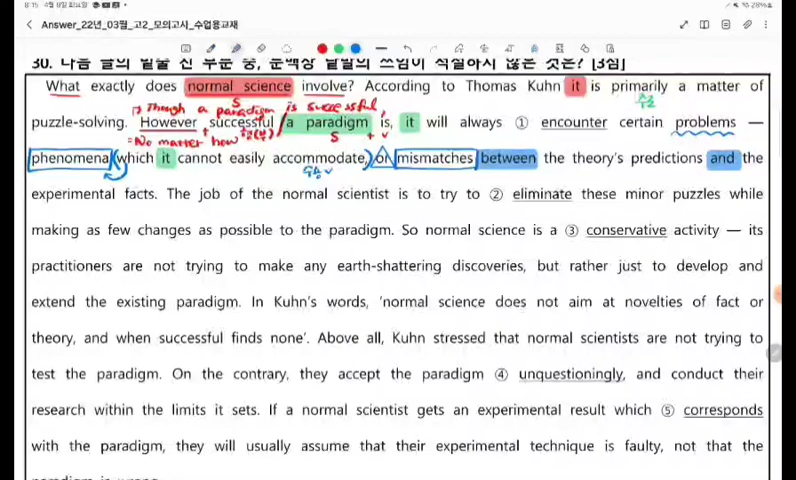 Answer_22년_03월_고2_모의고사_수업용교재
30. 다음 글의 밑줄 친 부분 중, 문맥상 낱말의 쓰임이 적절하지 않은 것은? [3점]
What exactly does normal science involve? According to Thomas Kuhn it is primarily a matter of
Though a paradigm is successful,
S
주로
puzzle-solving. However successful a paradigm is, it will always ① encounter certain problems —
= No matter how
S + v
phenomena which it cannot easily accommodate, or mismatches between the theory's predictions and the
수용 v
experimental facts. The job of the normal scientist is to try to ② eliminate these minor puzzles while
making as few changes as possible to the paradigm. So normal science is a ③ conservative activity — its
practitioners are not trying to make any earth-shattering discoveries, but rather just to develop and
extend the existing paradigm. In Kuhn's words, 'normal science does not aim at novelties of fact or
theory, and when successful finds none'. Above all, Kuhn stressed that normal scientists are not trying to
test the paradigm. On the contrary, they accept the paradigm ④ unquestioningly, and conduct their
research within the limits it sets. If a normal scientist gets an experimental result which ⑤ corresponds
with the paradigm, they will usually assume that their experimental technique is faulty, not that the
paradigm is wrong.